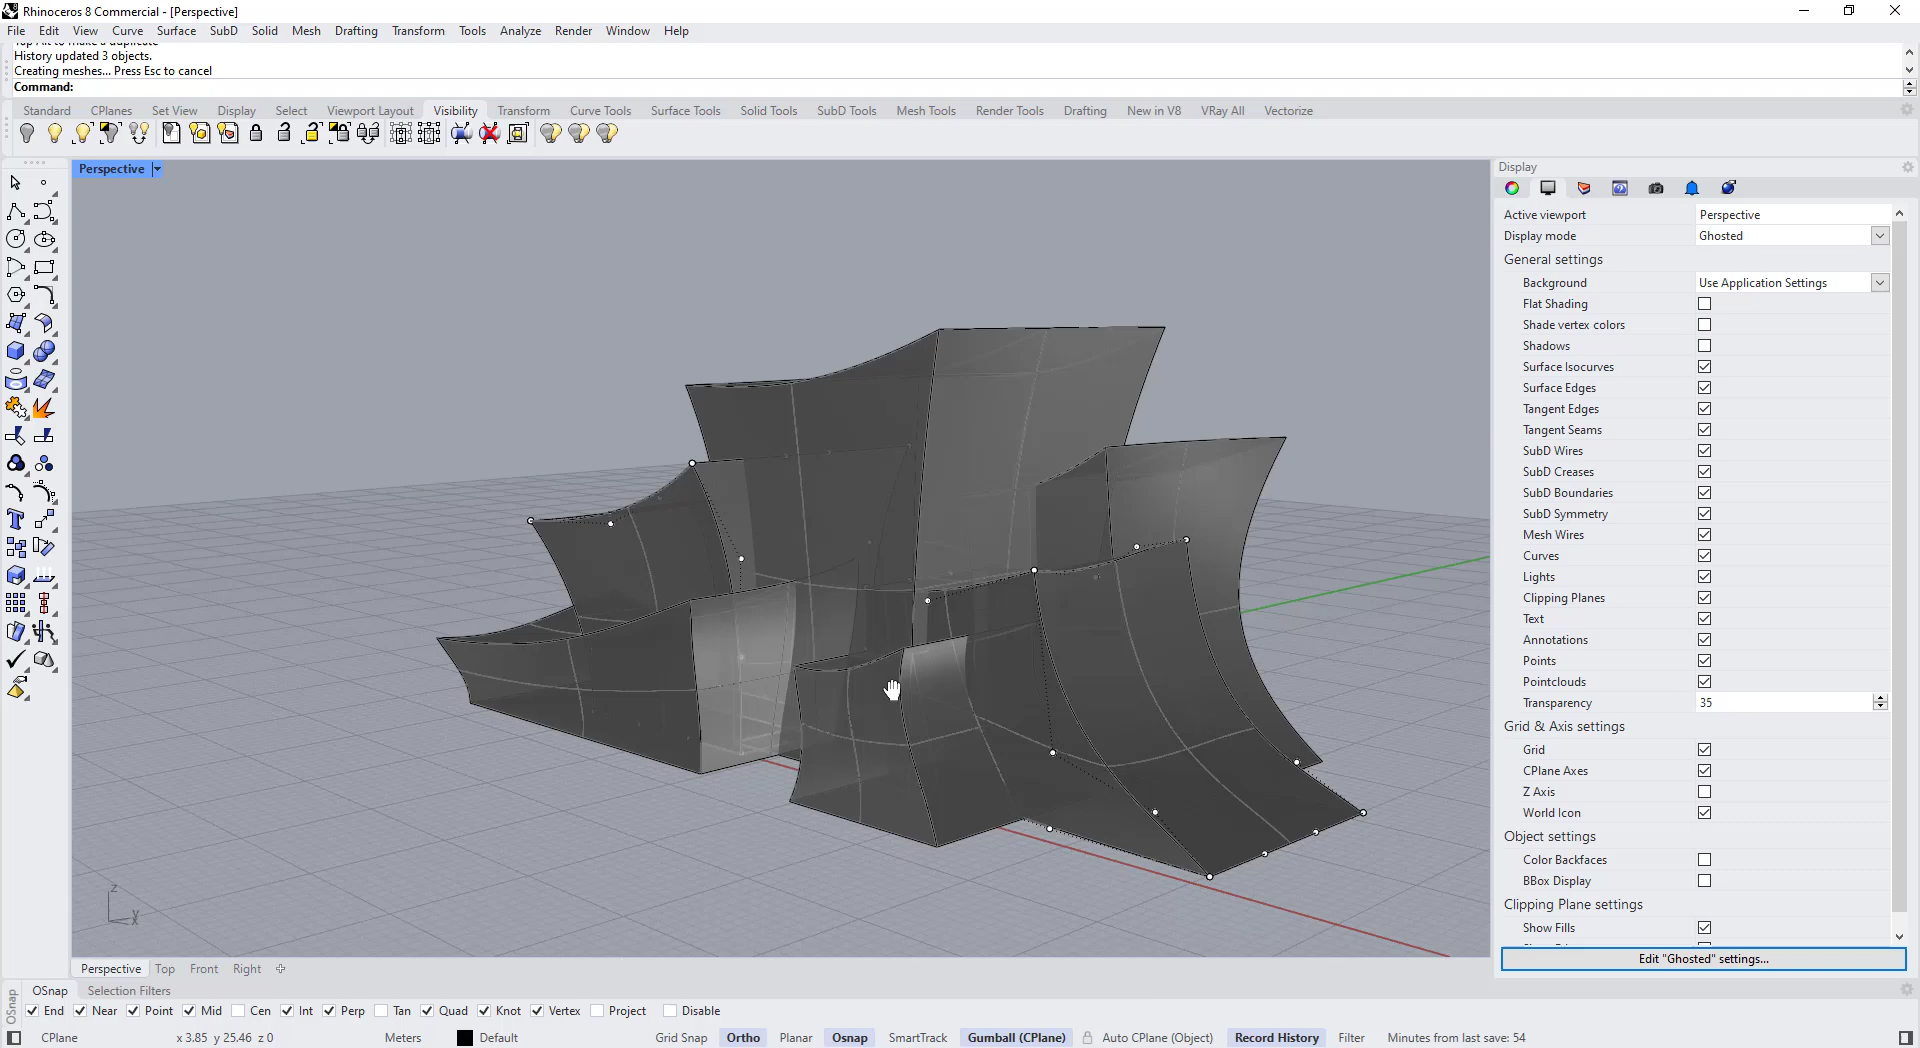 Rhinoceros 8 Commercial - [Perspective]
File Edit View Curve Surface SubD Solid Mesh Drafting Transform Tools Analyze Render Window Help
Tap Alt to make a duplicate
History updated 3 objects.
Creating meshes... Press Esc to cancel
Command:
Standard CPlanes Set View Display Select Viewport Layout Visibility Transform Curve Tools Surface Tools Solid Tools SubD Tools Mesh Tools Render Tools Drafting New in V8 VRay All Vectorize
Perspective
Display
Active viewport Perspective
Display mode Ghosted
General settings
Background Use Application Settings
Flat Shading
Shade vertex colors
Shadows
Surface Isocurves
Surface Edges
Tangent Edges
Tangent Seams
SubD Wires
SubD Creases
SubD Boundaries
SubD Symmetry
Mesh Wires
Curves
Lights
Clipping Planes
Text
Annotations
Points
Pointclouds
Transparency 35
Grid & Axis settings
Grid
CPlane Axes
Z Axis
World Icon
Object settings
Color Backfaces
BBox Display
Clipping Plane settings
Show Fills
Edit "Ghosted" settings...
z
y
x
Perspective Top Front Right
OSnap Selection Filters
OSnap
End Near Point Mid Cen Int Perp Tan Quad Knot Vertex Project Disable
CPlane x 3.85 y 25.46 z 0 Meters Default Grid Snap Ortho Planar Osnap SmartTrack Gumball (CPlane) Auto CPlane (Object) Record History Filter Minutes from last save: 54